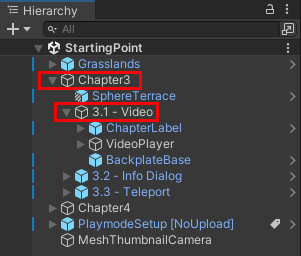 Hierarchy
All
StartingPoint
Grasslands
Chapter3
SphereTerrace
3.1 - Video
ChapterLabel
VideoPlayer
BackplateBase
3.2 - Info Dialog
3.3 - Teleport
Chapter4
PlaymodeSetup [NoUpload]
MeshThumbnailCamera